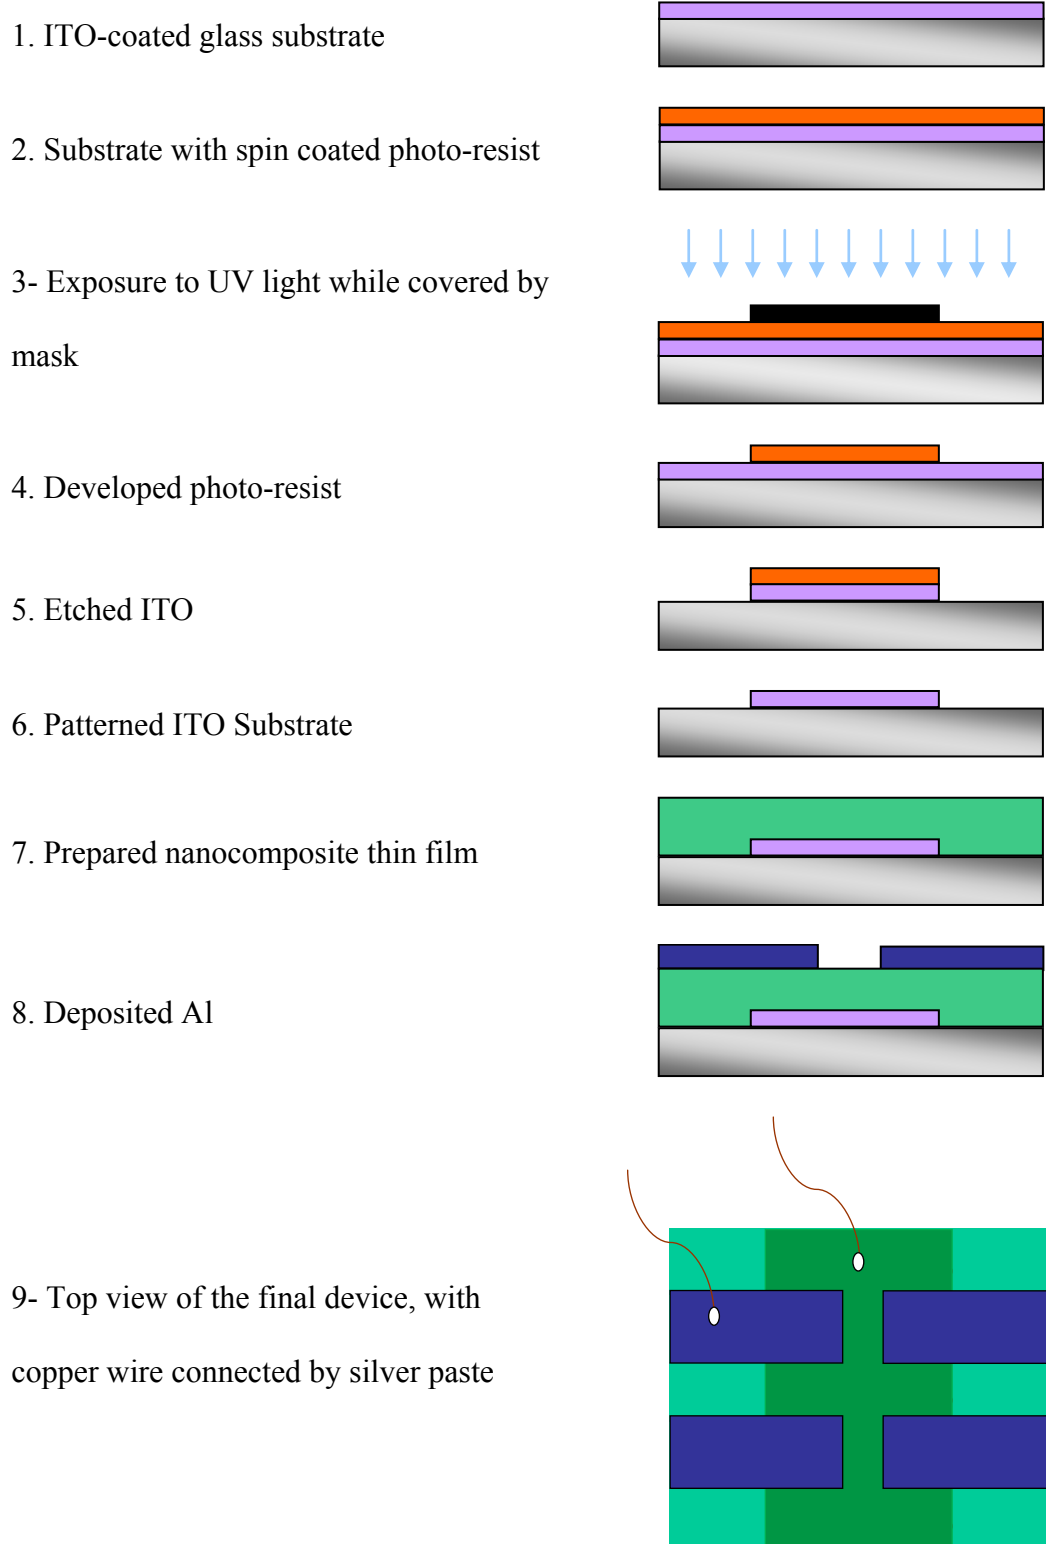 1. ITO-coated glass substrate
2. Substrate with spin coated photo-resist
3- Exposure to UV light while covered by
mask
4. Developed photo-resist
5. Etched ITO
6. Patterned ITO Substrate
7. Prepared nanocomposite thin film
8. Deposited Al
9- Top view of the final device, with
copper wire connected by silver paste